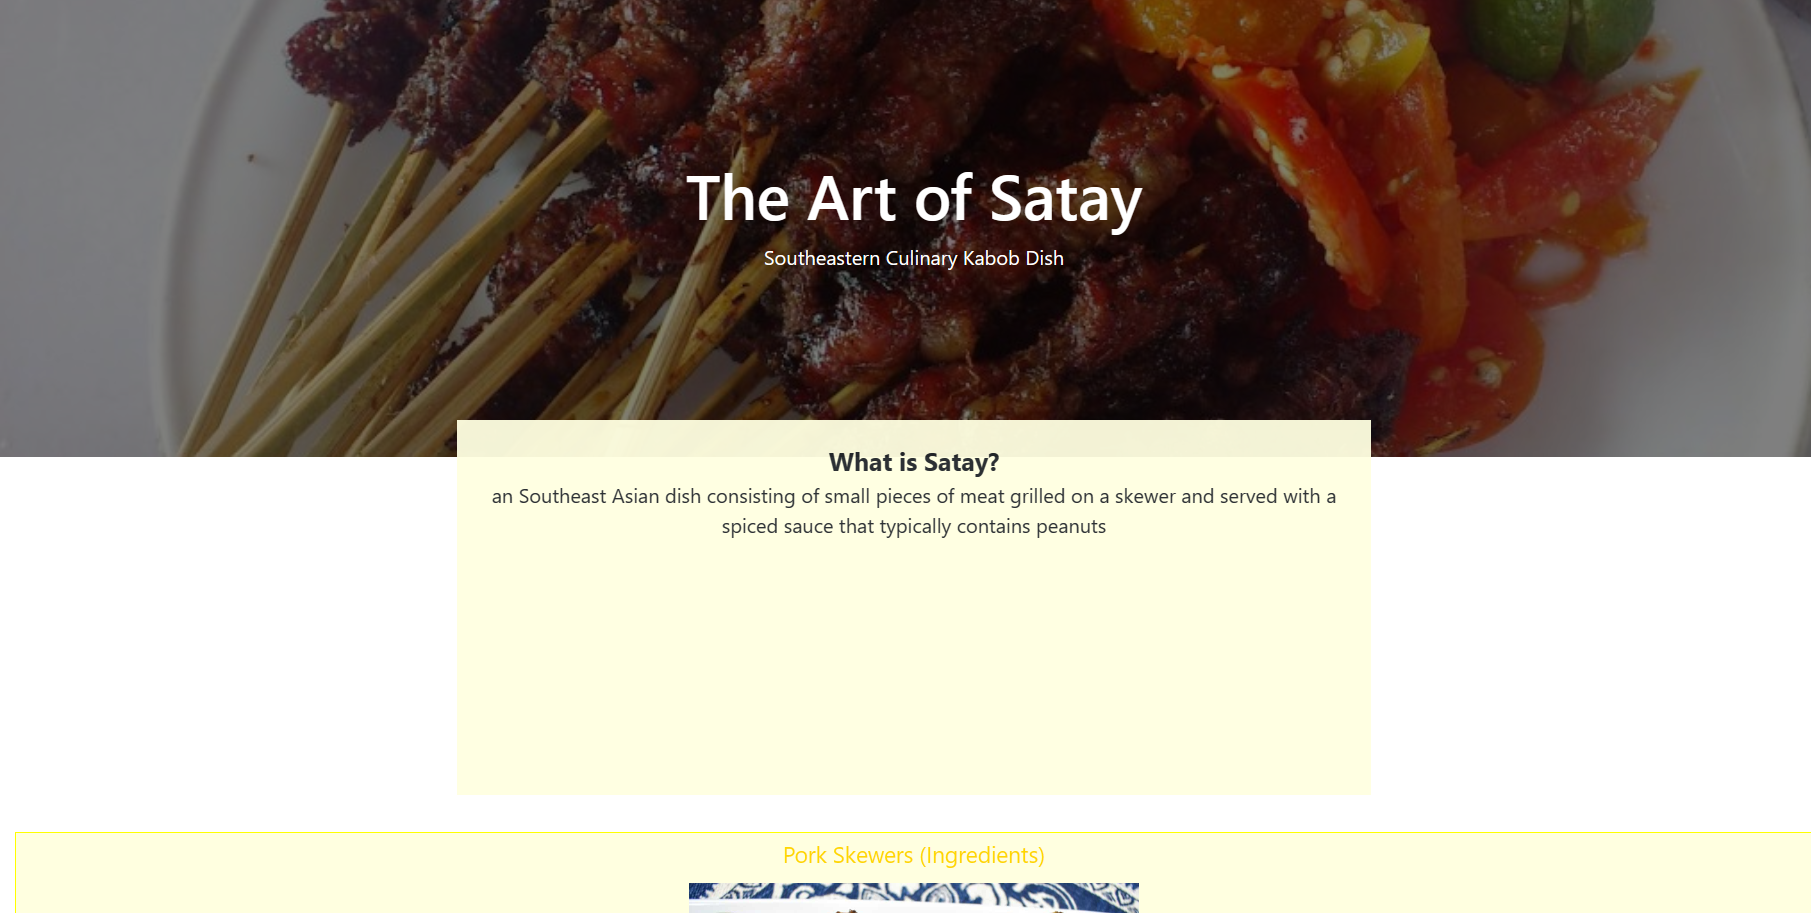 The Art of Satay
Southeastern Culinary Kabob Dish
What is Satay?
an Southeast Asian dish consisting of small pieces of meat grilled on a skewer and served with a
spiced sauce that typically contains peanuts
Pork Skewers (Ingredients)